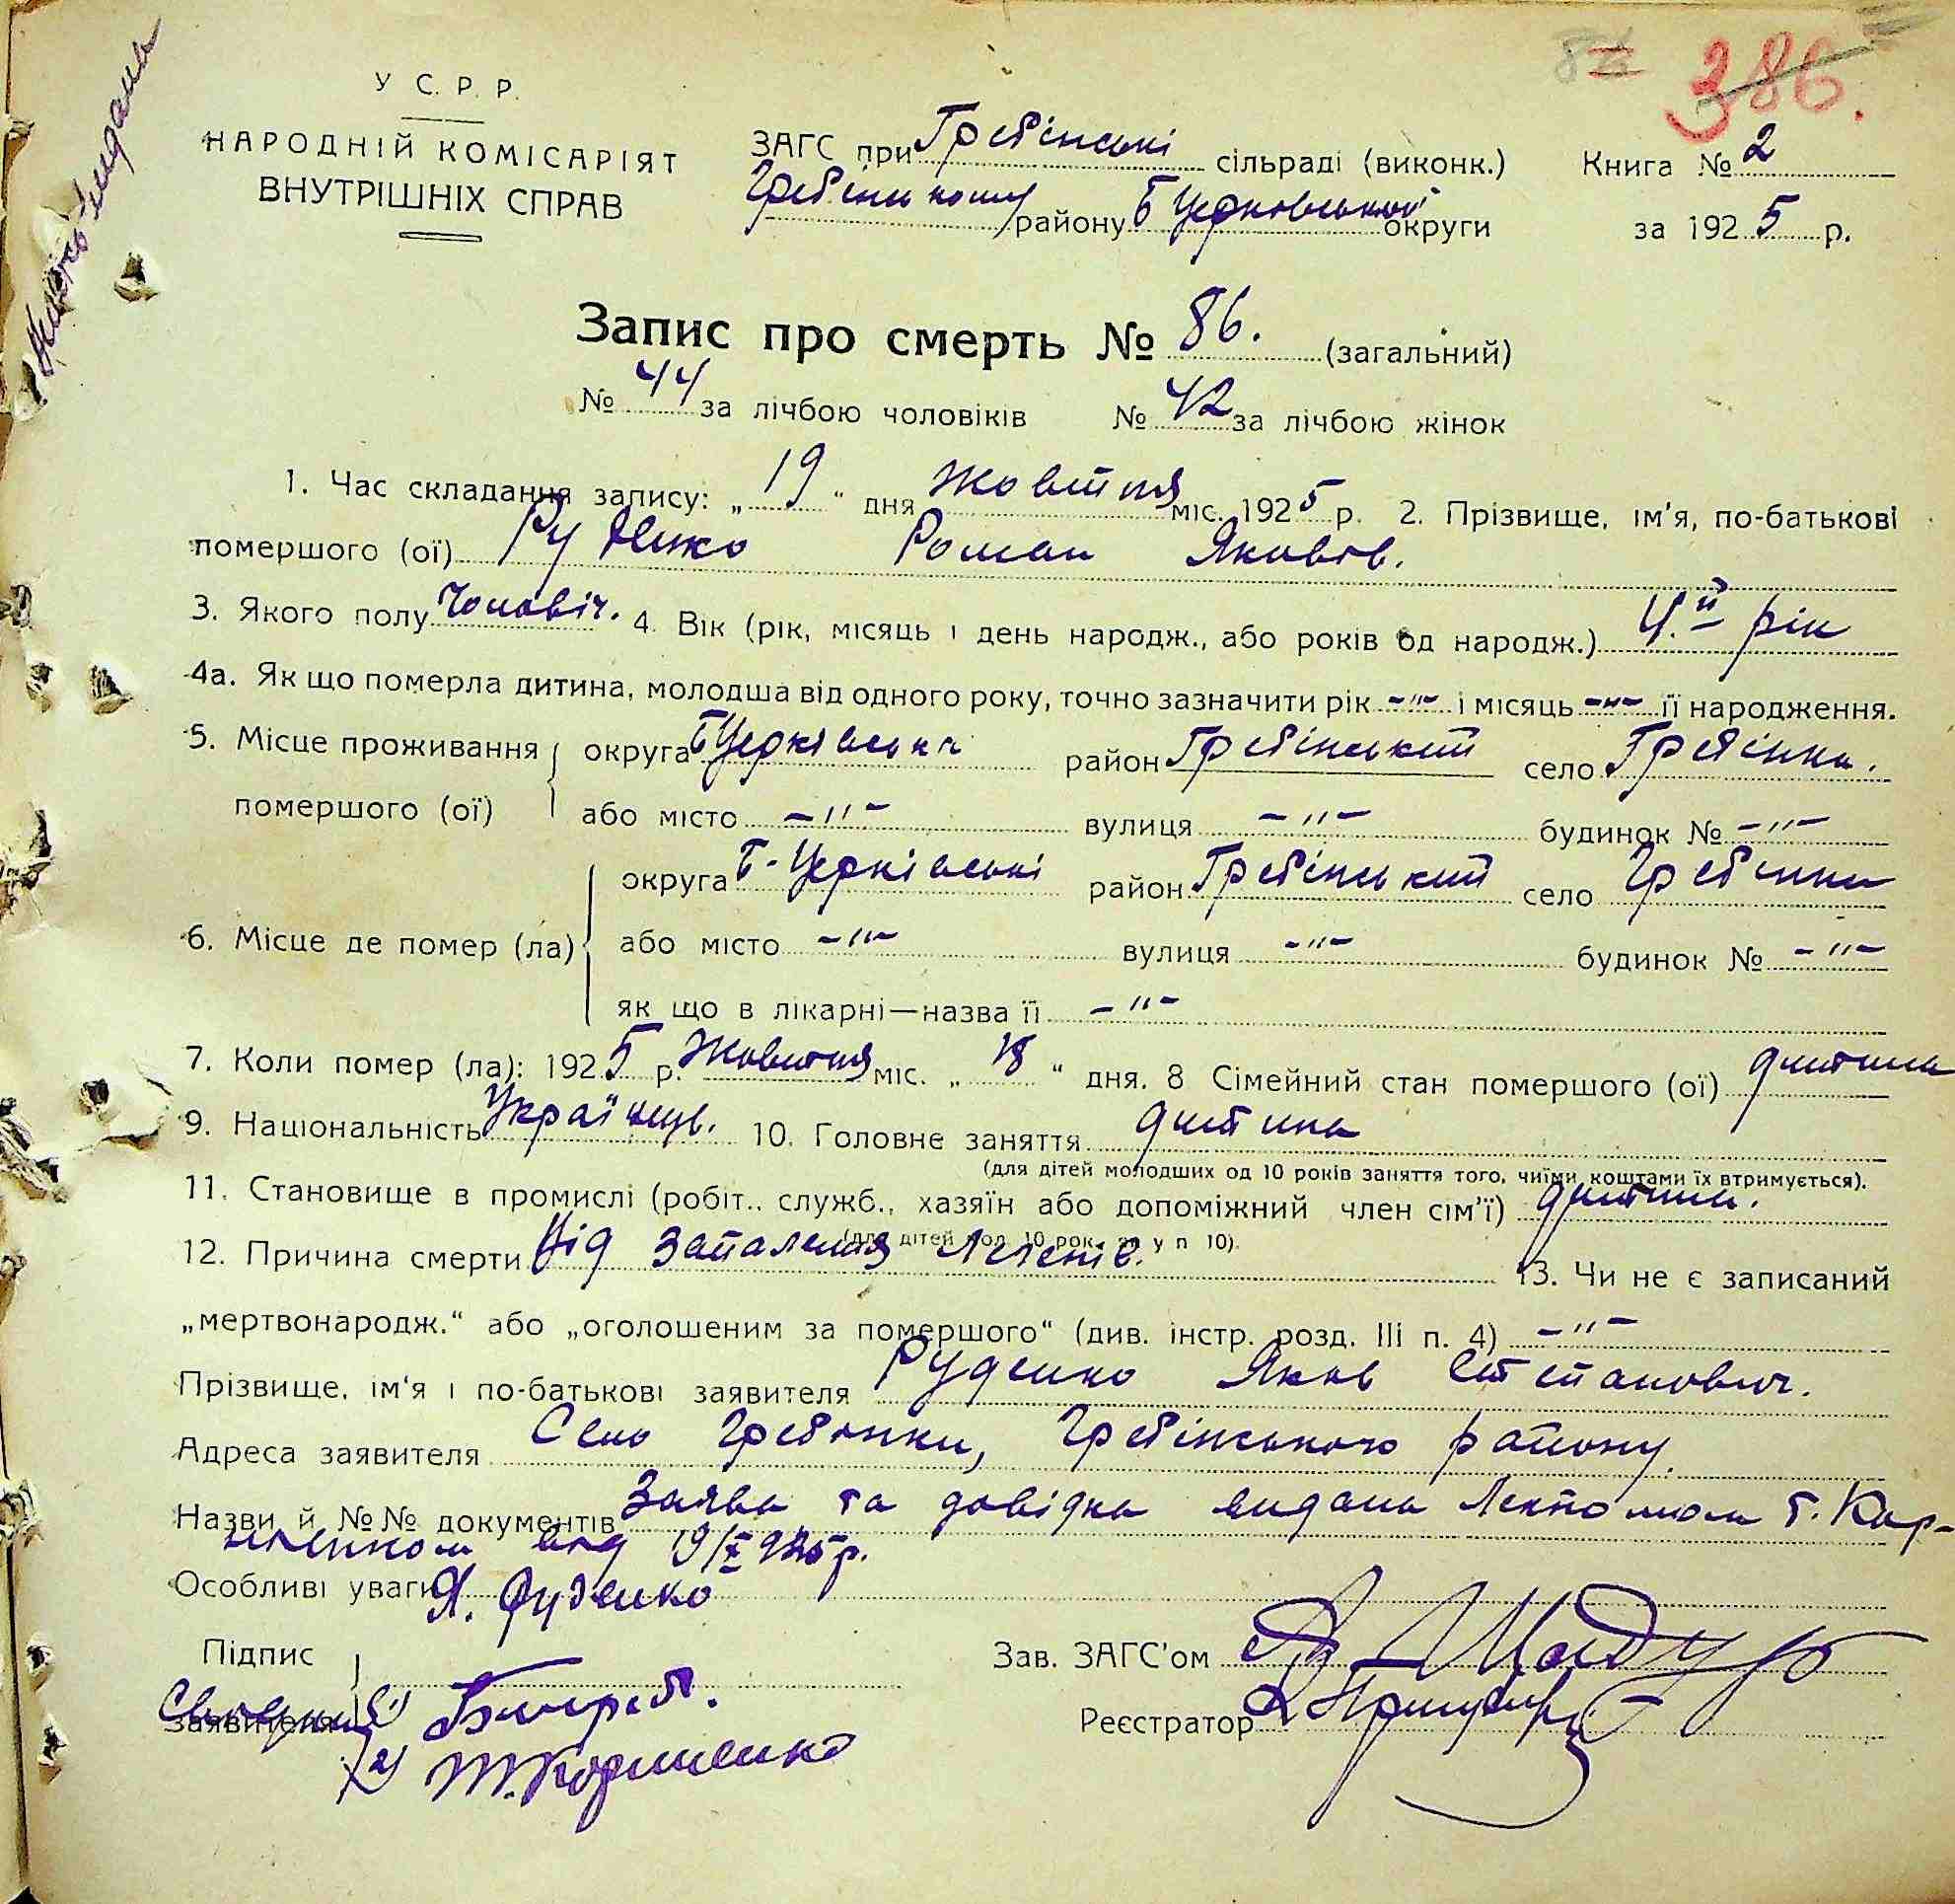 386.
У С. Р. Р.
НАРОДНІЙ КОМІСАРІЯТ
ВНУТРІШНІХ СПРАВ
ЗАГС при Гребінські сільраді (виконк.) Книга № 2
району Б Церковської округи за 1925 р.
Запис про смерть № 86. (загальний)
№ 44 за лічбою чоловіків № 42 за лічбою жінок
1. Час складання запису: „19“ дня Жовтня міс. 1925 р. 2. Прізвище, ім'я, по-батькові
помершого (ої) Руденко Роман Яковів.
3. Якого полу Чоловіч. 4. Вік (рік, місяць і день народж., або років од народж.) 4.й рік
4а. Як що померла дитина, молодша від одного року, точно зазначити рік -"- і місяць -"- її народження.
5. Місце проживання округа Б Церківська район Гребінський село Гребінки.
помершого (ої) або місто -"- вулиця -"- будинок № -"-
округа Б-Церківські район Гребінський село Гребінки
6. Місце де помер (ла) або місто -"- вулиця -"- будинок № -"-
як що в лікарні—назва її -"-
7. Коли помер (ла): 1925 р. Жовтня міс. „18“ дня. 8 Сімейний стан помершого (ої) дитина
9. Національність Українець. 10. Головне заняття дитина
(для дітей молодших од 10 років заняття того, чиїми коштами їх втримується).
11. Становище в промислі (робіт.. служб., хазяїн або допоміжний член сім'ї) дитина.
(для дітей мол. 10 рок. у п 10).
12. Причина смерти Від Запалення Легенів. 13. Чи не є записаний
„мертвонародж.“ або „оголошеним за помершого“ (див. інстр. розд. III п. 4) -"-
Прізвище, ім'я і по-батькові заявителя Руденко Яків Степанович.
Адреса заявителя Село Гребінки, Гребінського району.
Назви й №№ документів Заява та довідка видана Лекпомом т. Кор-
від 19/X 925 р.
Особливі уваги Я. Руденко
Підпис Зав. ЗАГС'ом
заявителя 1)
Реєстратор
2) Т. Корниенко